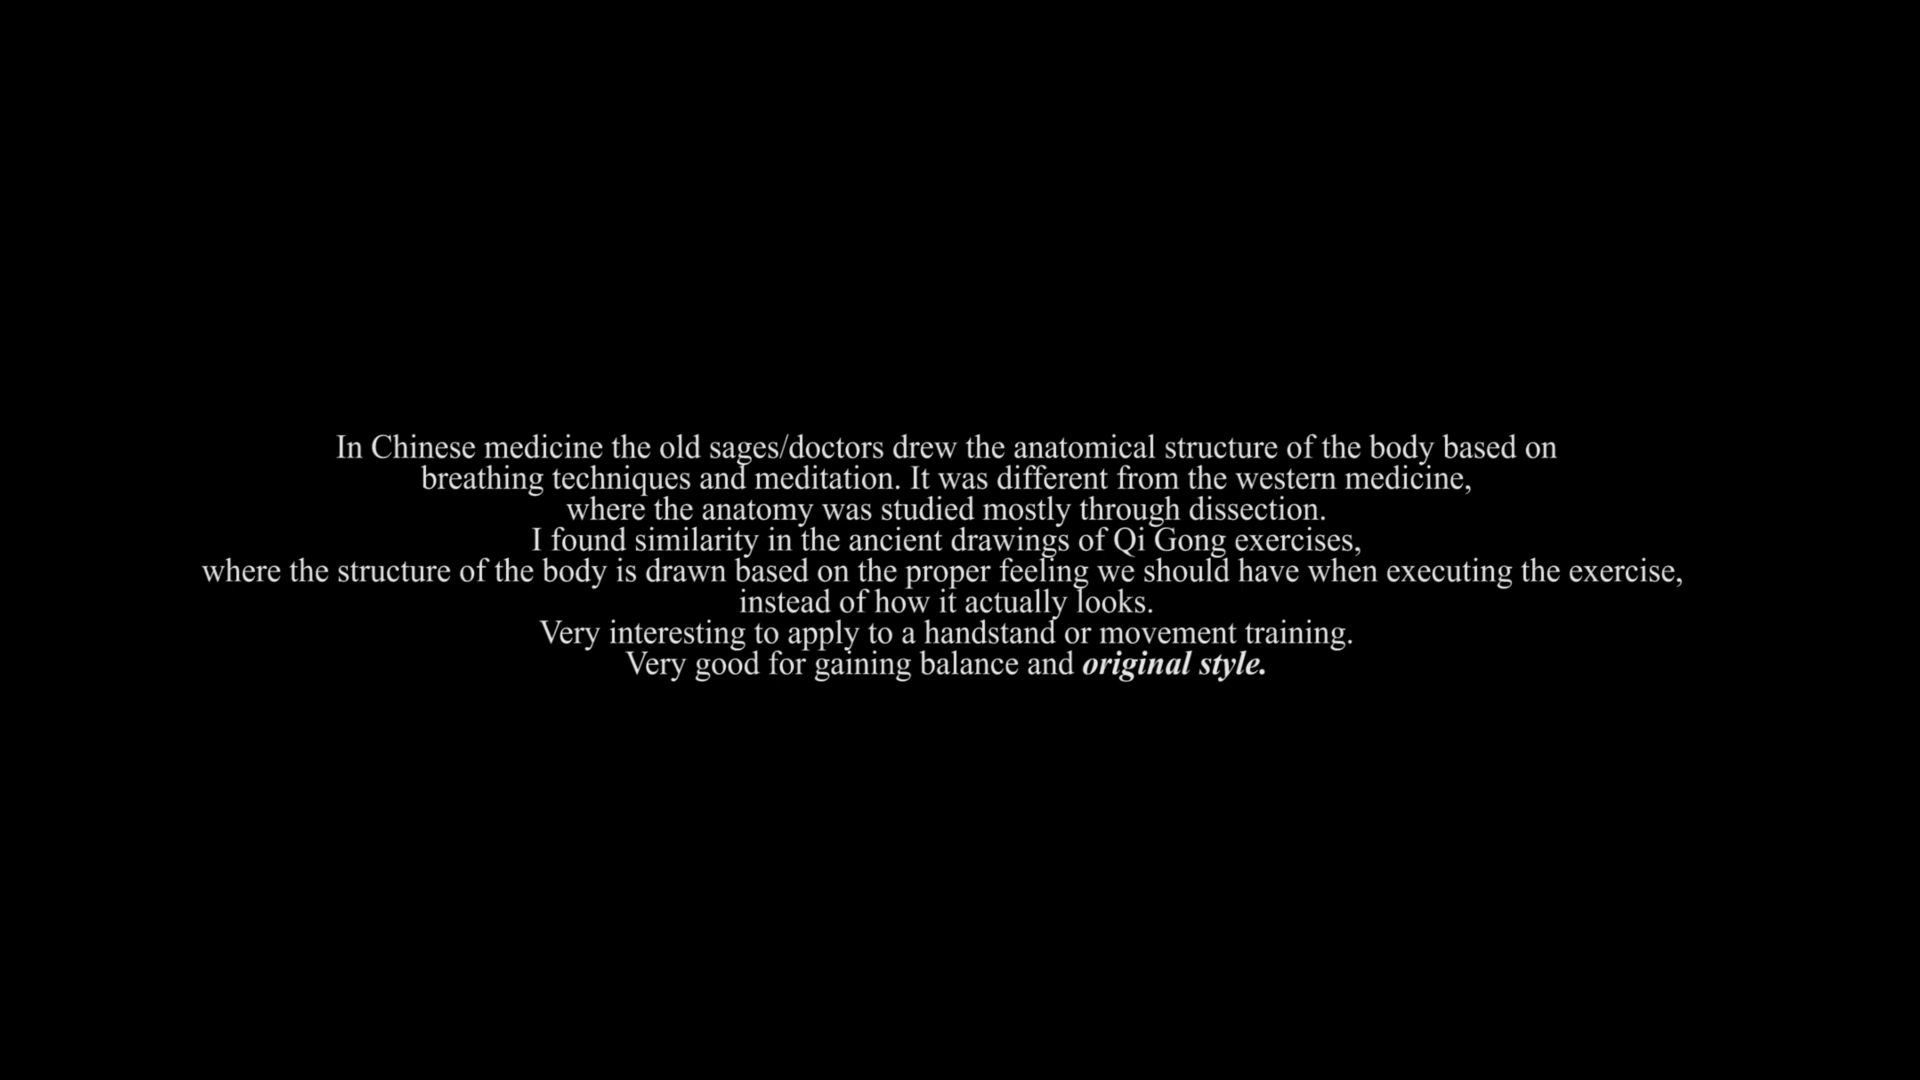 In Chinese medicine the old sages/doctors drew the anatomical structure of the body based on
breathing techniques and meditation. It was different from the western medicine,
where the anatomy was studied mostly through dissection.
I found similarity in the ancient drawings of Qi Gong exercises,
where the structure of the body is drawn based on the proper feeling we should have when executing the exercise,
instead of how it actually looks.
Very interesting to apply to a handstand or movement training.
Very good for gaining balance and original style.